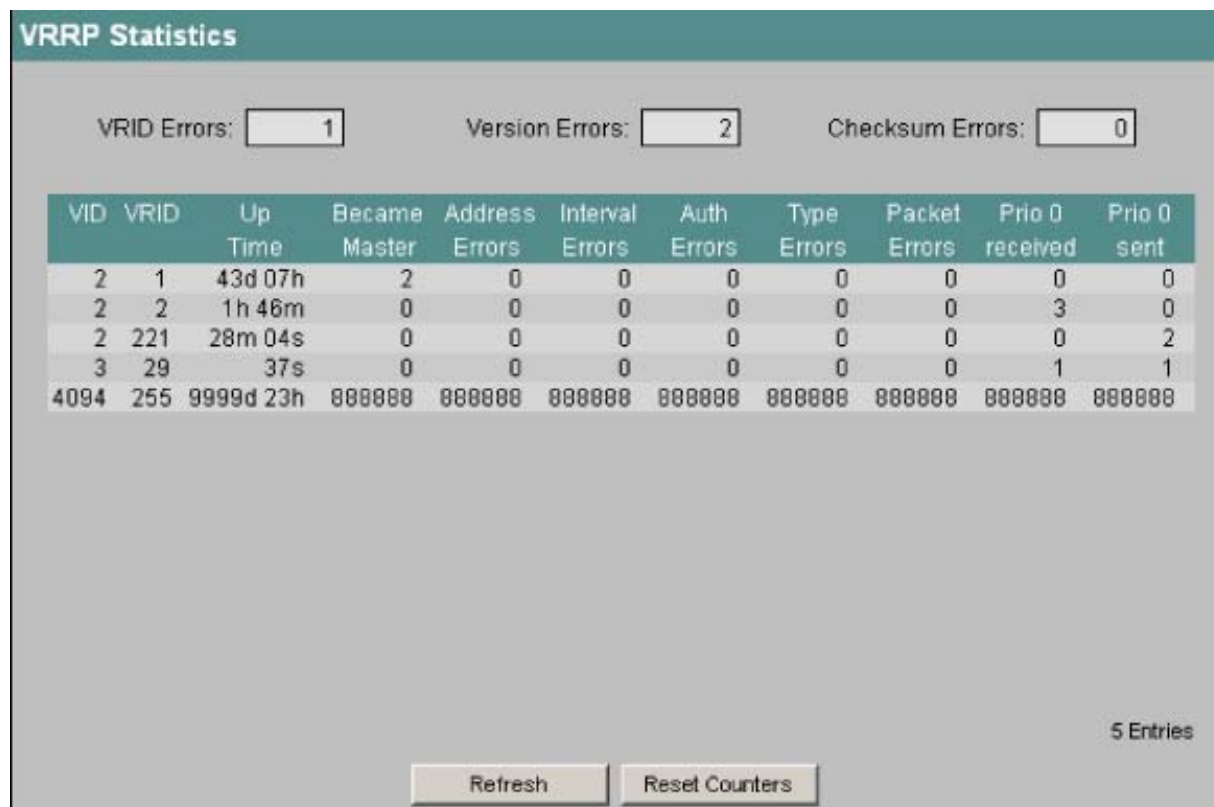 VRRP Statistics
VRID Errors: 1 Version Errors: 2 Checksum Errors: 0
VID VRID Up Became Address Interval Auth Type Packet Prio 0 Prio 0
Time Master Errors Errors Errors Errors Errors received sent
2 1 43d 07h 2 0 0 0 0 0 0 0
2 2 1h 46m 0 0 0 0 0 0 3 0
2 221 28m 04s 0 0 0 0 0 0 0 2
3 29 37s 0 0 0 0 0 0 1 1
4094 255 9999d 23h 888888 888888 888888 888888 888888 888888 888888 888888
5 Entries
Refresh Reset Counters